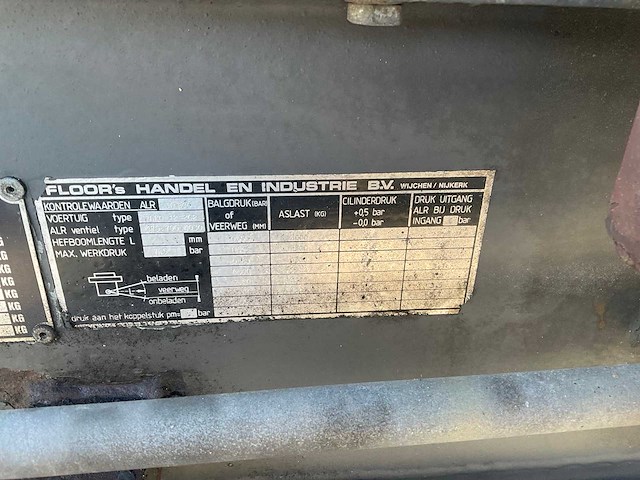 FLOOR's HANDEL EN INDUSTRIE B.V. WIJCHEN / NIJKERK
KONTROLEWAARDEN ALR
VOERTUIG type
ALR ventiel type
HEFBOOMLENGTE L mm
MAX. WERKDRUK bar
beladen
veerweg
onbeladen
druk aan het koppelstuk pm= bar
BALGDRUK (BAR)
of
VEERWEG (MM)
ASLAST (KG)
CILINDERDRUK
+0,5 bar
-0,0 bar
DRUK UITGANG
ALR BIJ DRUK
INGANG bar
KG
KG
KG
KG
KG
KG
KG
KG